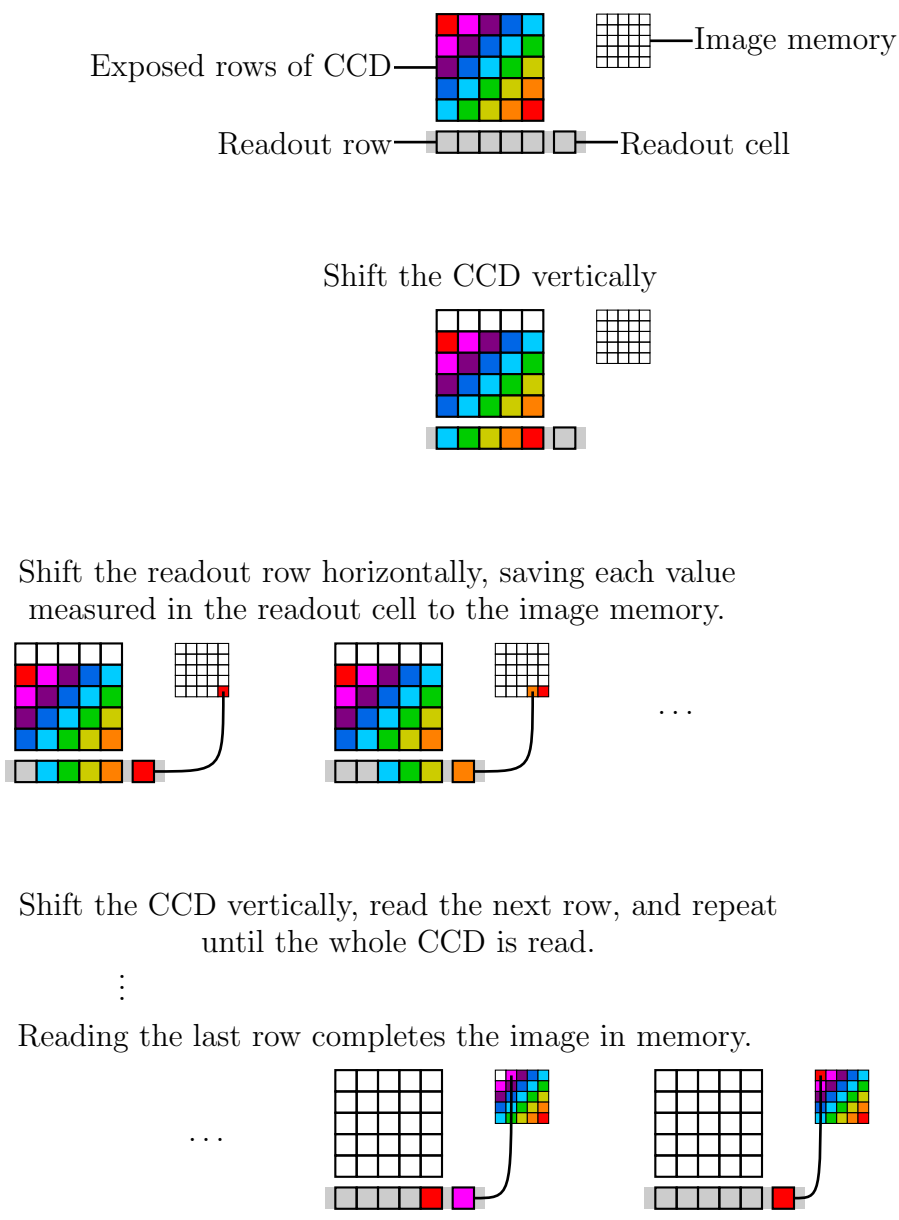 Image memory
Exposed rows of CCD
Readout row
Readout cell
Shift the CCD vertically
Shift the readout row horizontally, saving each value
measured in the readout cell to the image memory.
...
Shift the CCD vertically, read the next row, and repeat
until the whole CCD is read.
⋮
Reading the last row completes the image in memory.
...